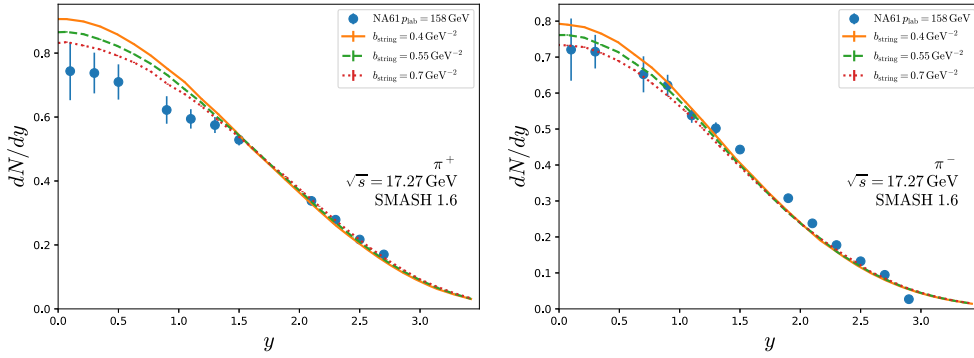 NA61 p_lab = 158 GeV
b_string = 0.4 GeV⁻²
b_string = 0.55 GeV⁻²
b_string = 0.7 GeV⁻²
π⁺
√s = 17.27 GeV
SMASH 1.6
dN/dy
0.8
0.6
0.4
0.2
0.0
0.0 0.5 1.0 1.5 2.0 2.5 3.0
y
NA61 p_lab = 158 GeV
b_string = 0.4 GeV⁻²
b_string = 0.55 GeV⁻²
b_string = 0.7 GeV⁻²
π⁻
√s = 17.27 GeV
SMASH 1.6
dN/dy
0.8
0.7
0.6
0.5
0.4
0.3
0.2
0.1
0.0
0.0 0.5 1.0 1.5 2.0 2.5 3.0
y